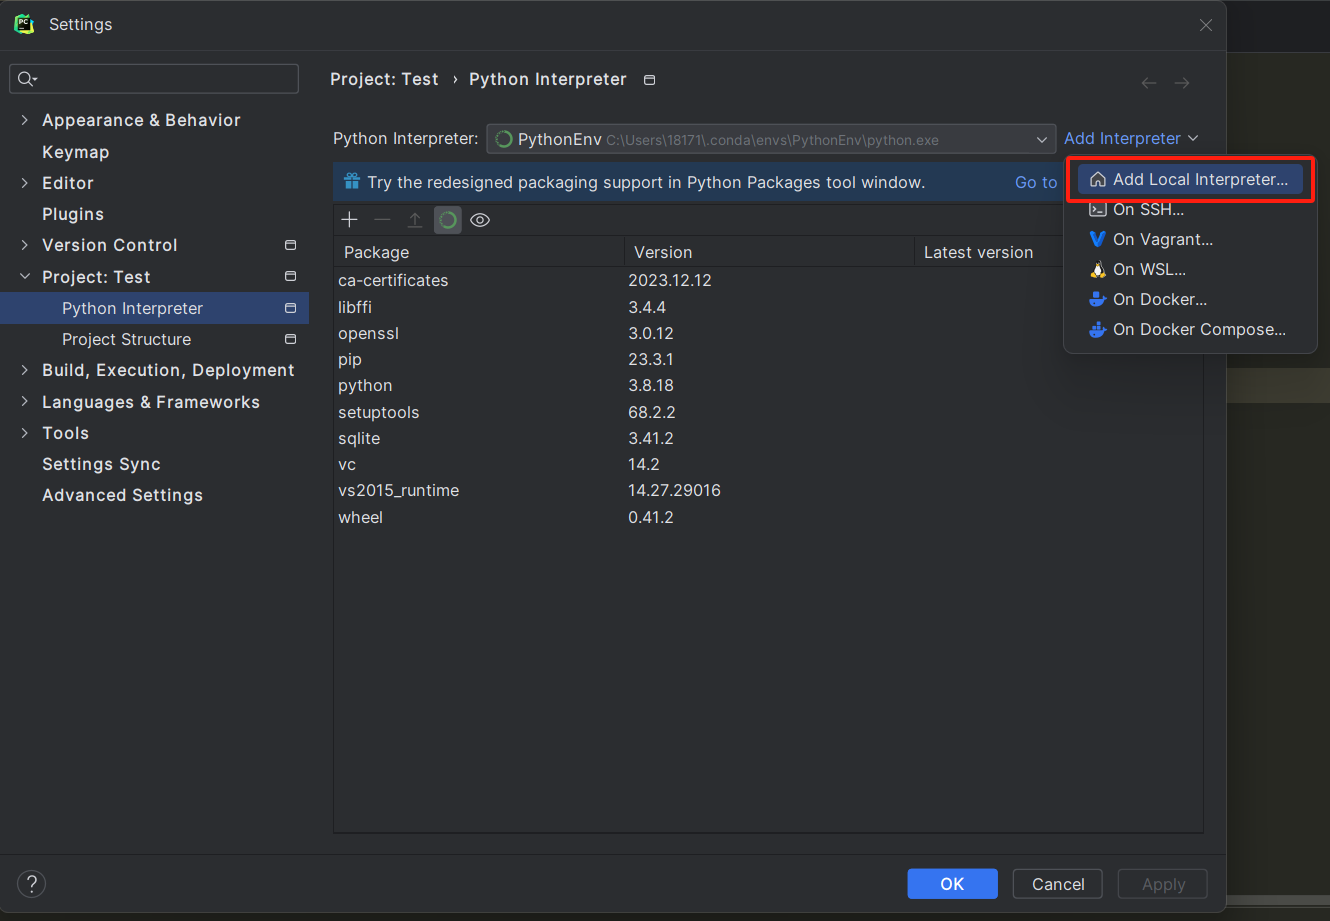 PC
Settings
Project: Test › Python Interpreter
Appearance & Behavior
Keymap
Editor
Plugins
Version Control
Project: Test
Python Interpreter
Project Structure
Build, Execution, Deployment
Languages & Frameworks
Tools
Settings Sync
Advanced Settings
Python Interpreter: PythonEnv C:\Users\18171\.conda\envs\PythonEnv\python.exe Add Interpreter
Try the redesigned packaging support in Python Packages tool window. Go to
Add Local Interpreter...
On SSH...
On Vagrant...
On WSL...
On Docker...
On Docker Compose...
Package Version Latest version
ca-certificates 2023.12.12
libffi 3.4.4
openssl 3.0.12
pip 23.3.1
python 3.8.18
setuptools 68.2.2
sqlite 3.41.2
vc 14.2
vs2015_runtime 14.27.29016
wheel 0.41.2
? OK Cancel Apply